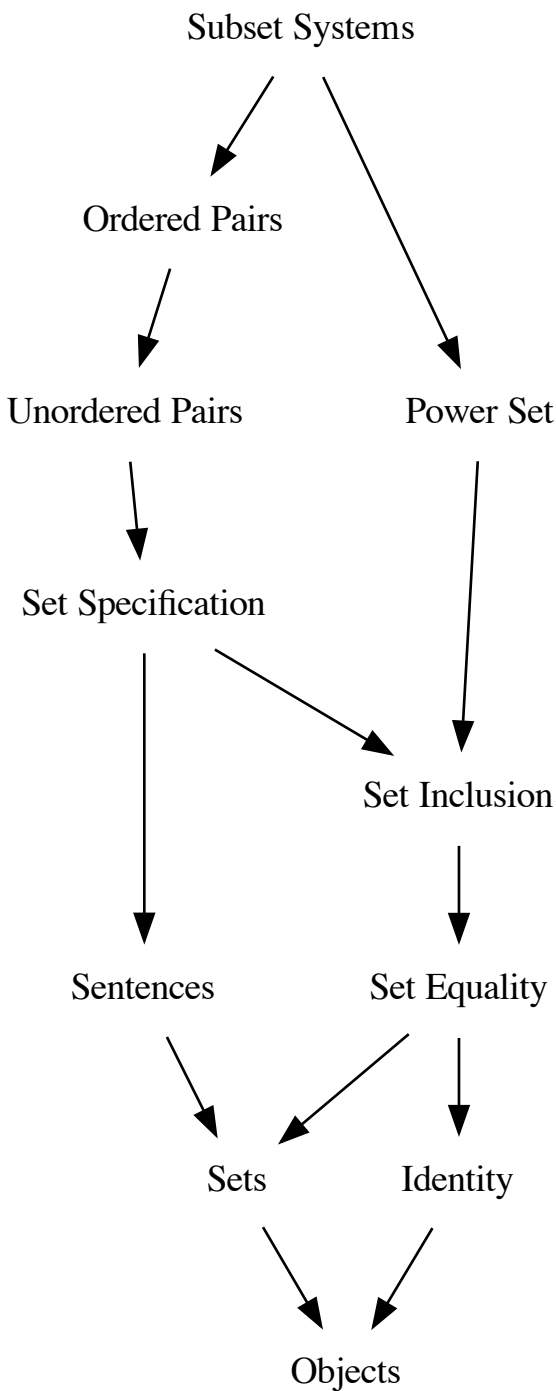 Subset Systems
Ordered Pairs
Unordered Pairs
Power Set
Set Specification
Set Inclusion
Sentences
Set Equality
Sets
Identity
Objects